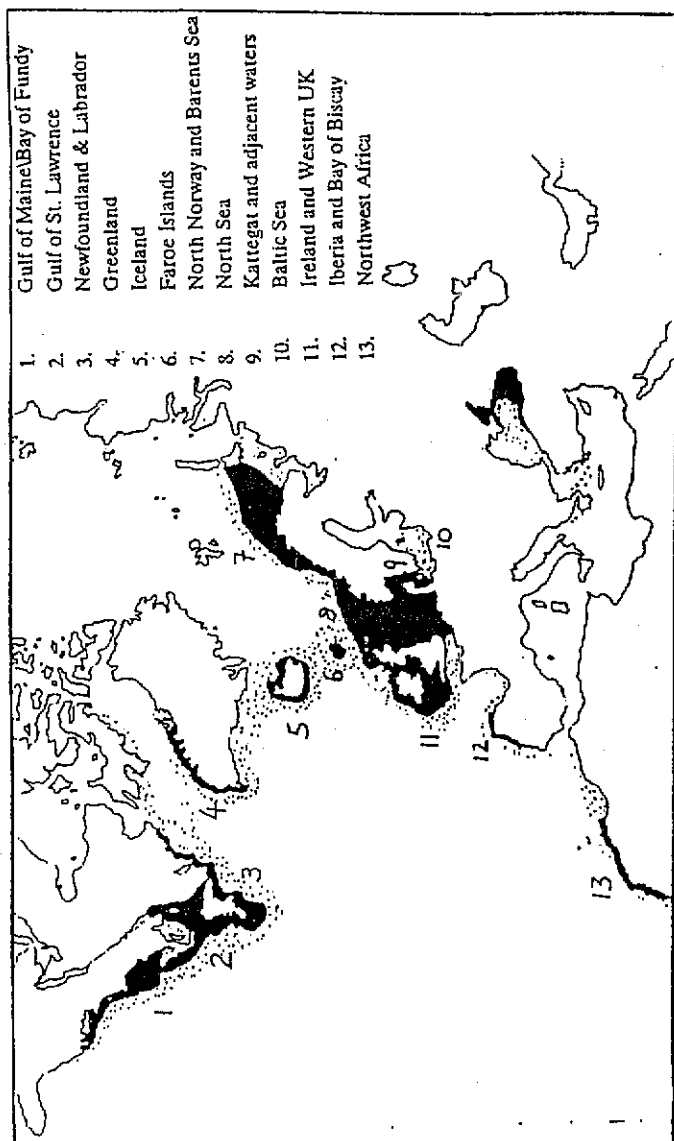 1. Gulf of Maine\Bay of Fundy
2. Gulf of St. Lawrence
3. Newfoundland & Labrador
4. Greenland
5. Iceland
6. Faroe Islands
7. North Norway and Barents Sea
8. North Sea
9. Kattegat and adjacent waters
10. Baltic Sea
11. Ireland and Western UK
12. Iberia and Bay of Biscay
13. Northwest Africa
1
2
3
4
5
6
7
8
9
10
11
12
13